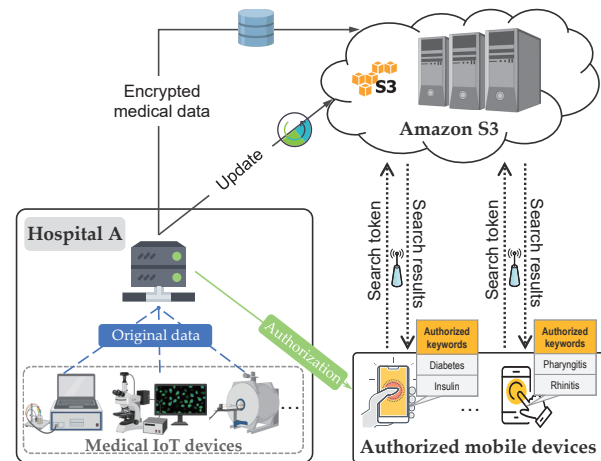 Encrypted
medical data
S3
Amazon S3
Update
Hospital A
Original data
Authorization
Medical IoT devices
...
Search token
Search results
Search token
Search results
Authorized
keywords
Diabetes
Insulin
Authorized
keywords
Pharyngitis
Rhinitis
...
Authorized mobile devices